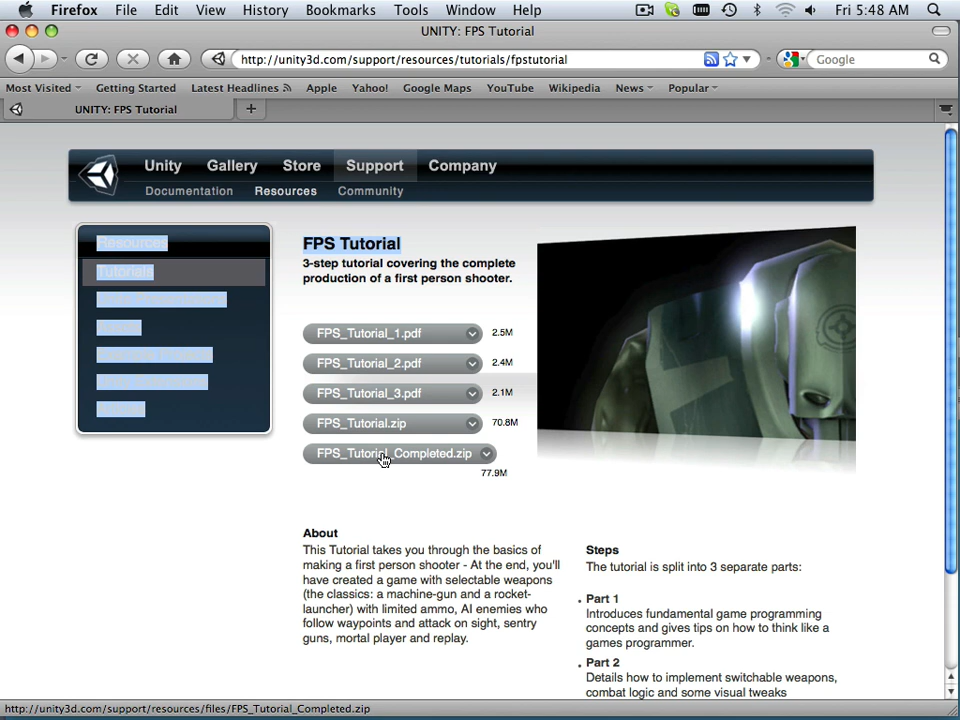 Firefox File Edit View History Bookmarks Tools Window Help Fri 5:48 AM
UNITY: FPS Tutorial
http://unity3d.com/support/resources/tutorials/fpstutorial Google
Most Visited Getting Started Latest Headlines Apple Yahoo! Google Maps YouTube Wikipedia News Popular
UNITY: FPS Tutorial
Unity Gallery Store Support Company
Documentation Resources Community
Resources
Tutorials
FPS Tutorial
3-step tutorial covering the complete
production of a first person shooter.
FPS_Tutorial_1.pdf 2.5M
FPS_Tutorial_2.pdf 2.4M
FPS_Tutorial_3.pdf 2.1M
FPS_Tutorial.zip 70.8M
FPS_Tutorial_Completed.zip
77.9M
About
This Tutorial takes you through the basics of
making a first person shooter - At the end, you'll
have created a game with selectable weapons
(the classics: a machine-gun and a rocket-
launcher) with limited ammo, AI enemies who
follow waypoints and attack on sight, sentry
guns, mortal player and replay.
Steps
The tutorial is split into 3 separate parts:
Part 1
Introduces fundamental game programming
concepts and gives tips on how to think like a
games programmer.
Part 2
Details how to implement switchable weapons,
combat logic and some visual tweaks
http://unity3d.com/support/resources/files/FPS_Tutorial_Completed.zip